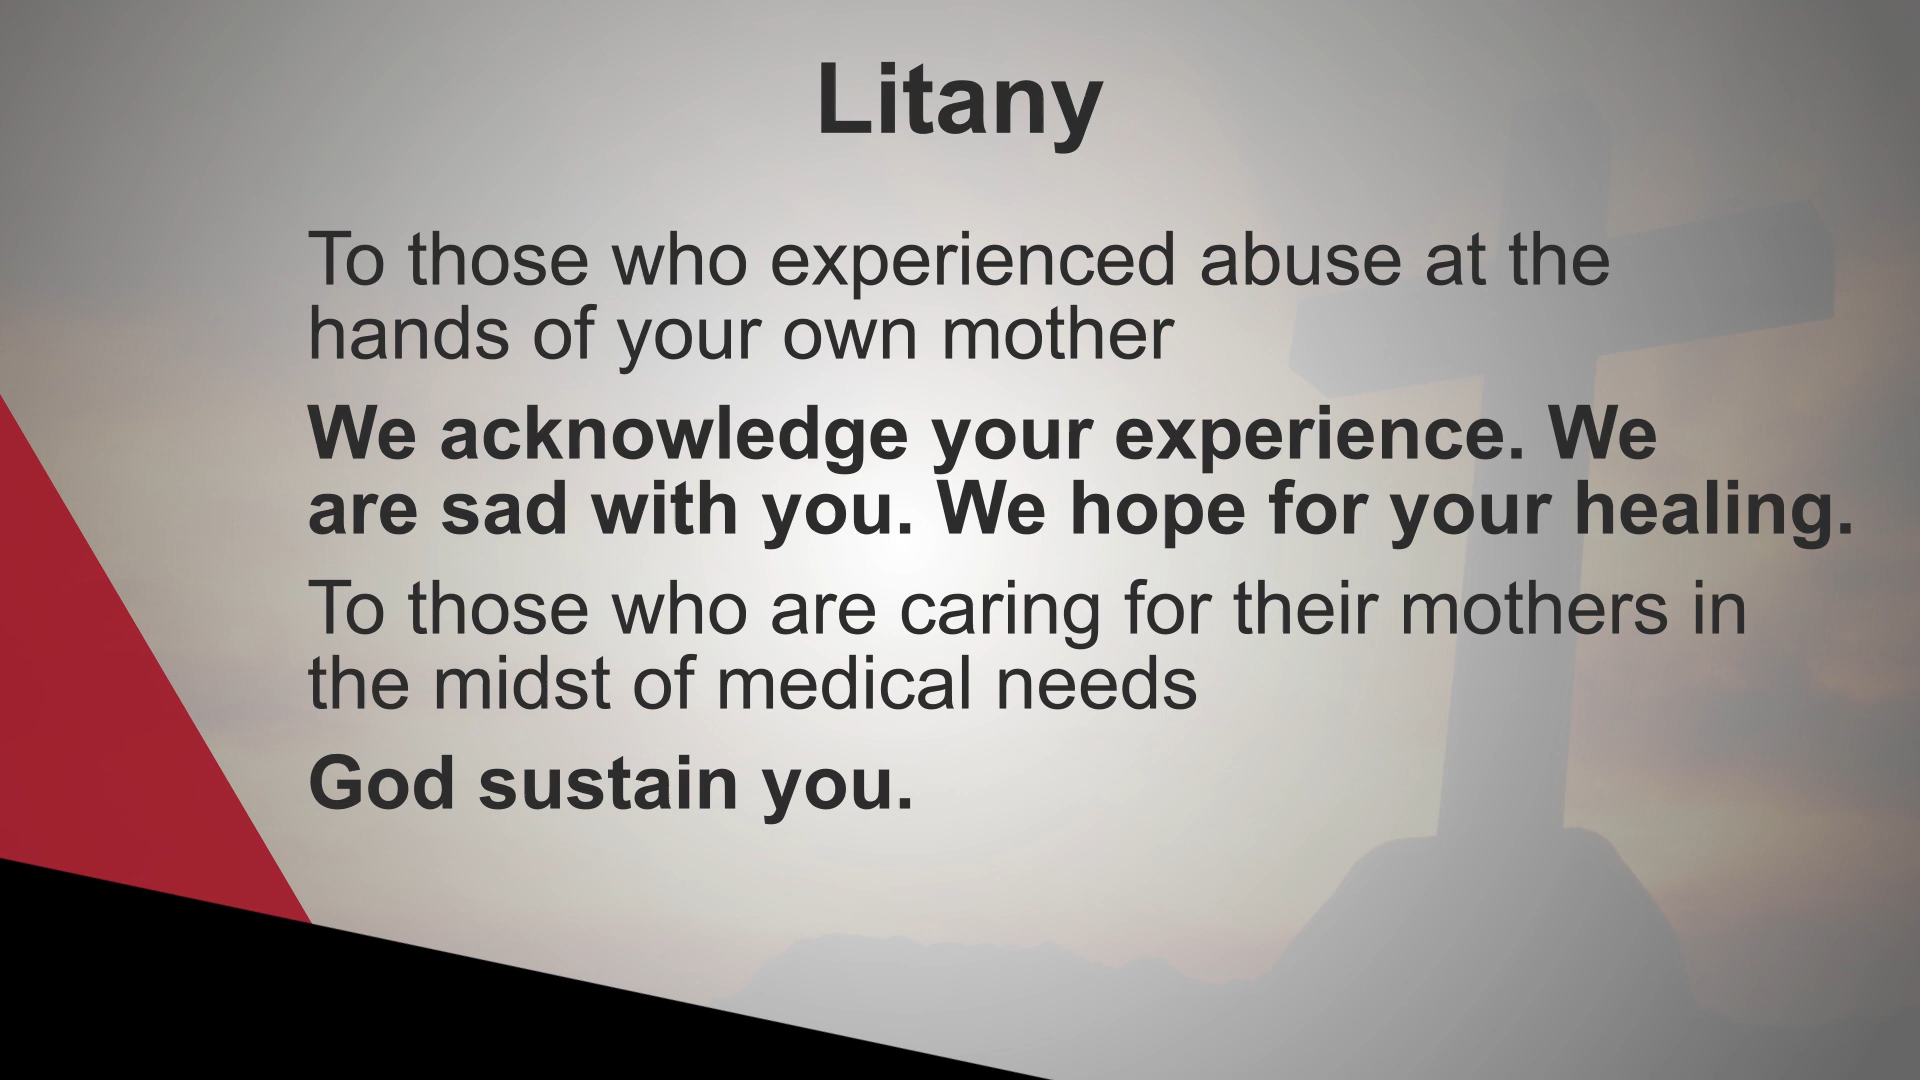 Litany
To those who experienced abuse at the
hands of your own mother
We acknowledge your experience. We
are sad with you. We hope for your healing.
To those who are caring for their mothers in
the midst of medical needs
God sustain you.